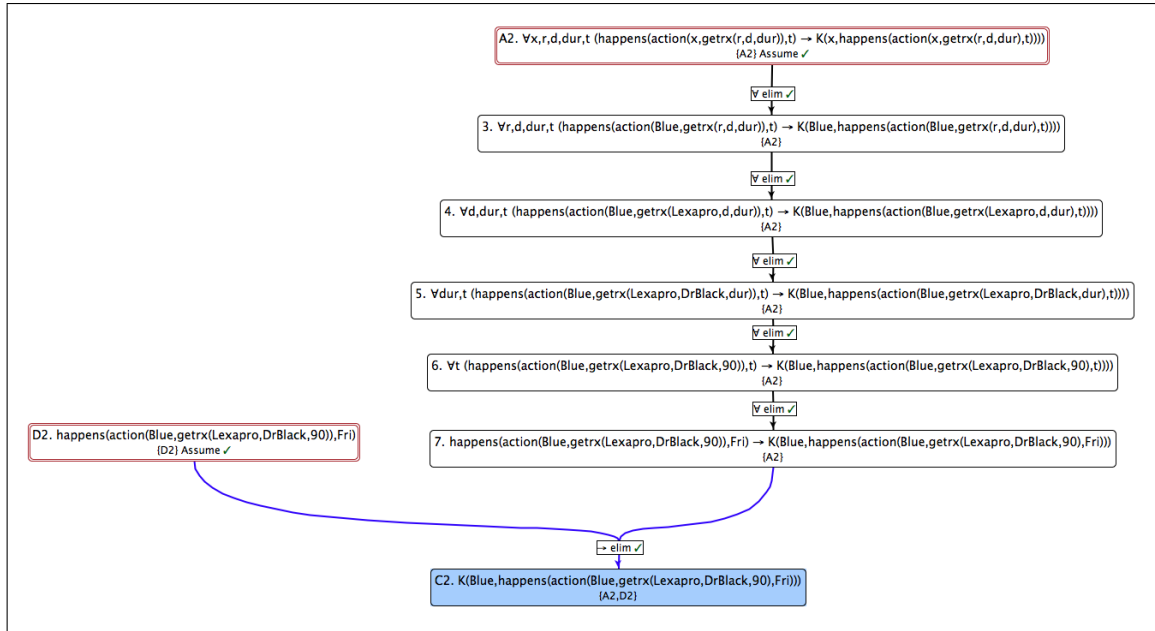 A2. ∀x,r,d,dur,t (happens(action(x,getrx(r,d,dur)),t) → K(x,happens(action(x,getrx(r,d,dur),t))))
{A2} Assume ✓
∀ elim ✓
3. ∀r,d,dur,t (happens(action(Blue,getrx(r,d,dur)),t) → K(Blue,happens(action(Blue,getrx(r,d,dur),t))))
{A2}
∀ elim ✓
4. ∀d,dur,t (happens(action(Blue,getrx(Lexapro,d,dur)),t) → K(Blue,happens(action(Blue,getrx(Lexapro,d,dur),t))))
{A2}
∀ elim ✓
5. ∀dur,t (happens(action(Blue,getrx(Lexapro,DrBlack,dur)),t) → K(Blue,happens(action(Blue,getrx(Lexapro,DrBlack,dur),t))))
{A2}
∀ elim ✓
6. ∀t (happens(action(Blue,getrx(Lexapro,DrBlack,90)),t) → K(Blue,happens(action(Blue,getrx(Lexapro,DrBlack,90),t))))
{A2}
∀ elim ✓
D2. happens(action(Blue,getrx(Lexapro,DrBlack,90)),Fri)
{D2} Assume ✓
7. happens(action(Blue,getrx(Lexapro,DrBlack,90)),Fri) → K(Blue,happens(action(Blue,getrx(Lexapro,DrBlack,90),Fri)))
{A2}
→ elim ✓
C2. K(Blue,happens(action(Blue,getrx(Lexapro,DrBlack,90),Fri)))
{A2,D2}